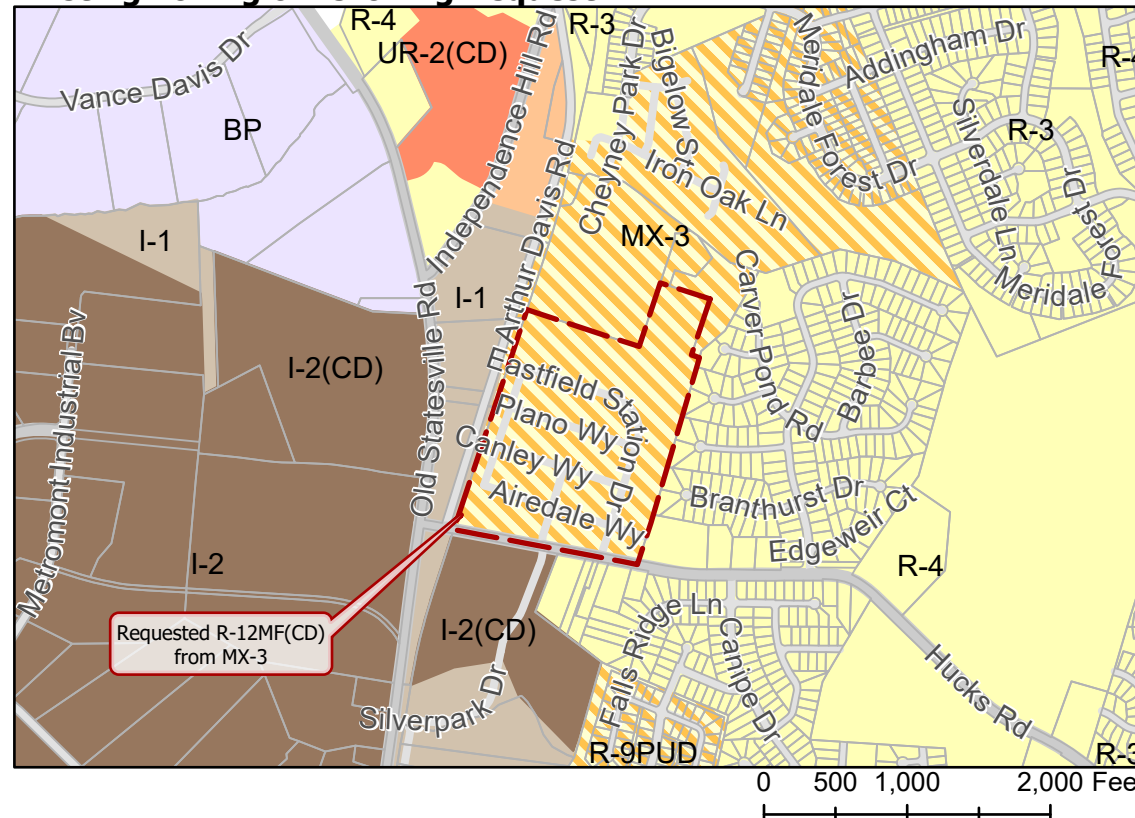 R-4
R-3
UR-2(CD)
Vance Davis Dr
BP
Independence Hill Rd
Cheyney Park Dr
Bigelow St
Meridale Forest Dr
Addingham Dr
R-4
R-3
Silverdale Ln
Forest Dr
Meridale
Iron Oak Ln
I-1
MX-3
E Arthur Davis Rd
I-1
Carver Pond Rd
Barbee Dr
Metromont Industrial Bv
I-2(CD)
Old Statesville Rd
Eastfield Station Dr
Plano Wy
Canley Wy
Airedale Wy
Branthurst Dr
Edgeweir Ct
I-2
R-4
Requested R-12MF(CD)
from MX-3
I-2(CD)
Falls Ridge Ln
Canipe Dr
Hucks Rd
Silverpark Dr
R-9PUD
R-3
0 500 1,000 2,000 Fee